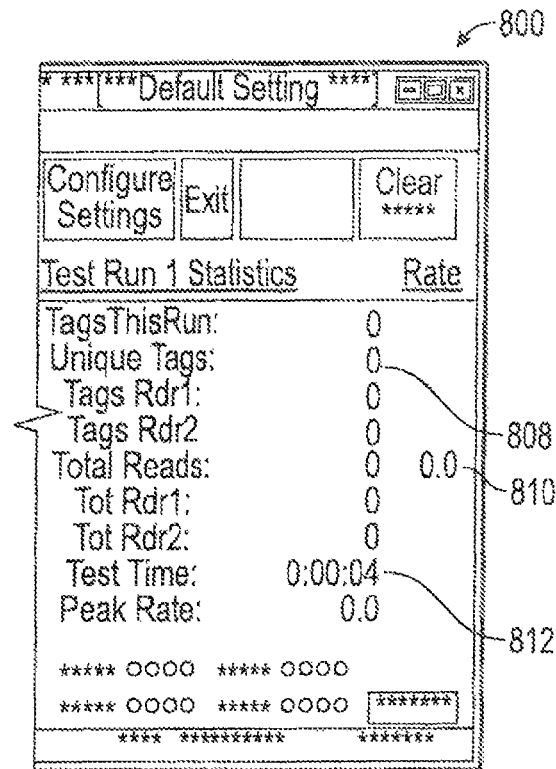 800
* *** ***Default Setting ****
Configure Settings Exit Clear *****
Test Run 1 Statistics Rate
TagsThisRun: 0
Unique Tags: 0
Tags Rdr1: 0
Tags Rdr2 0
808
Total Reads: 0 0.0
810
Tot Rdr1: 0
Tot Rdr2: 0
Test Time: 0:00:04
Peak Rate: 0.0
812
***** OOOO ***** OOOO
***** OOOO ***** OOOO *******
**** ********** *******